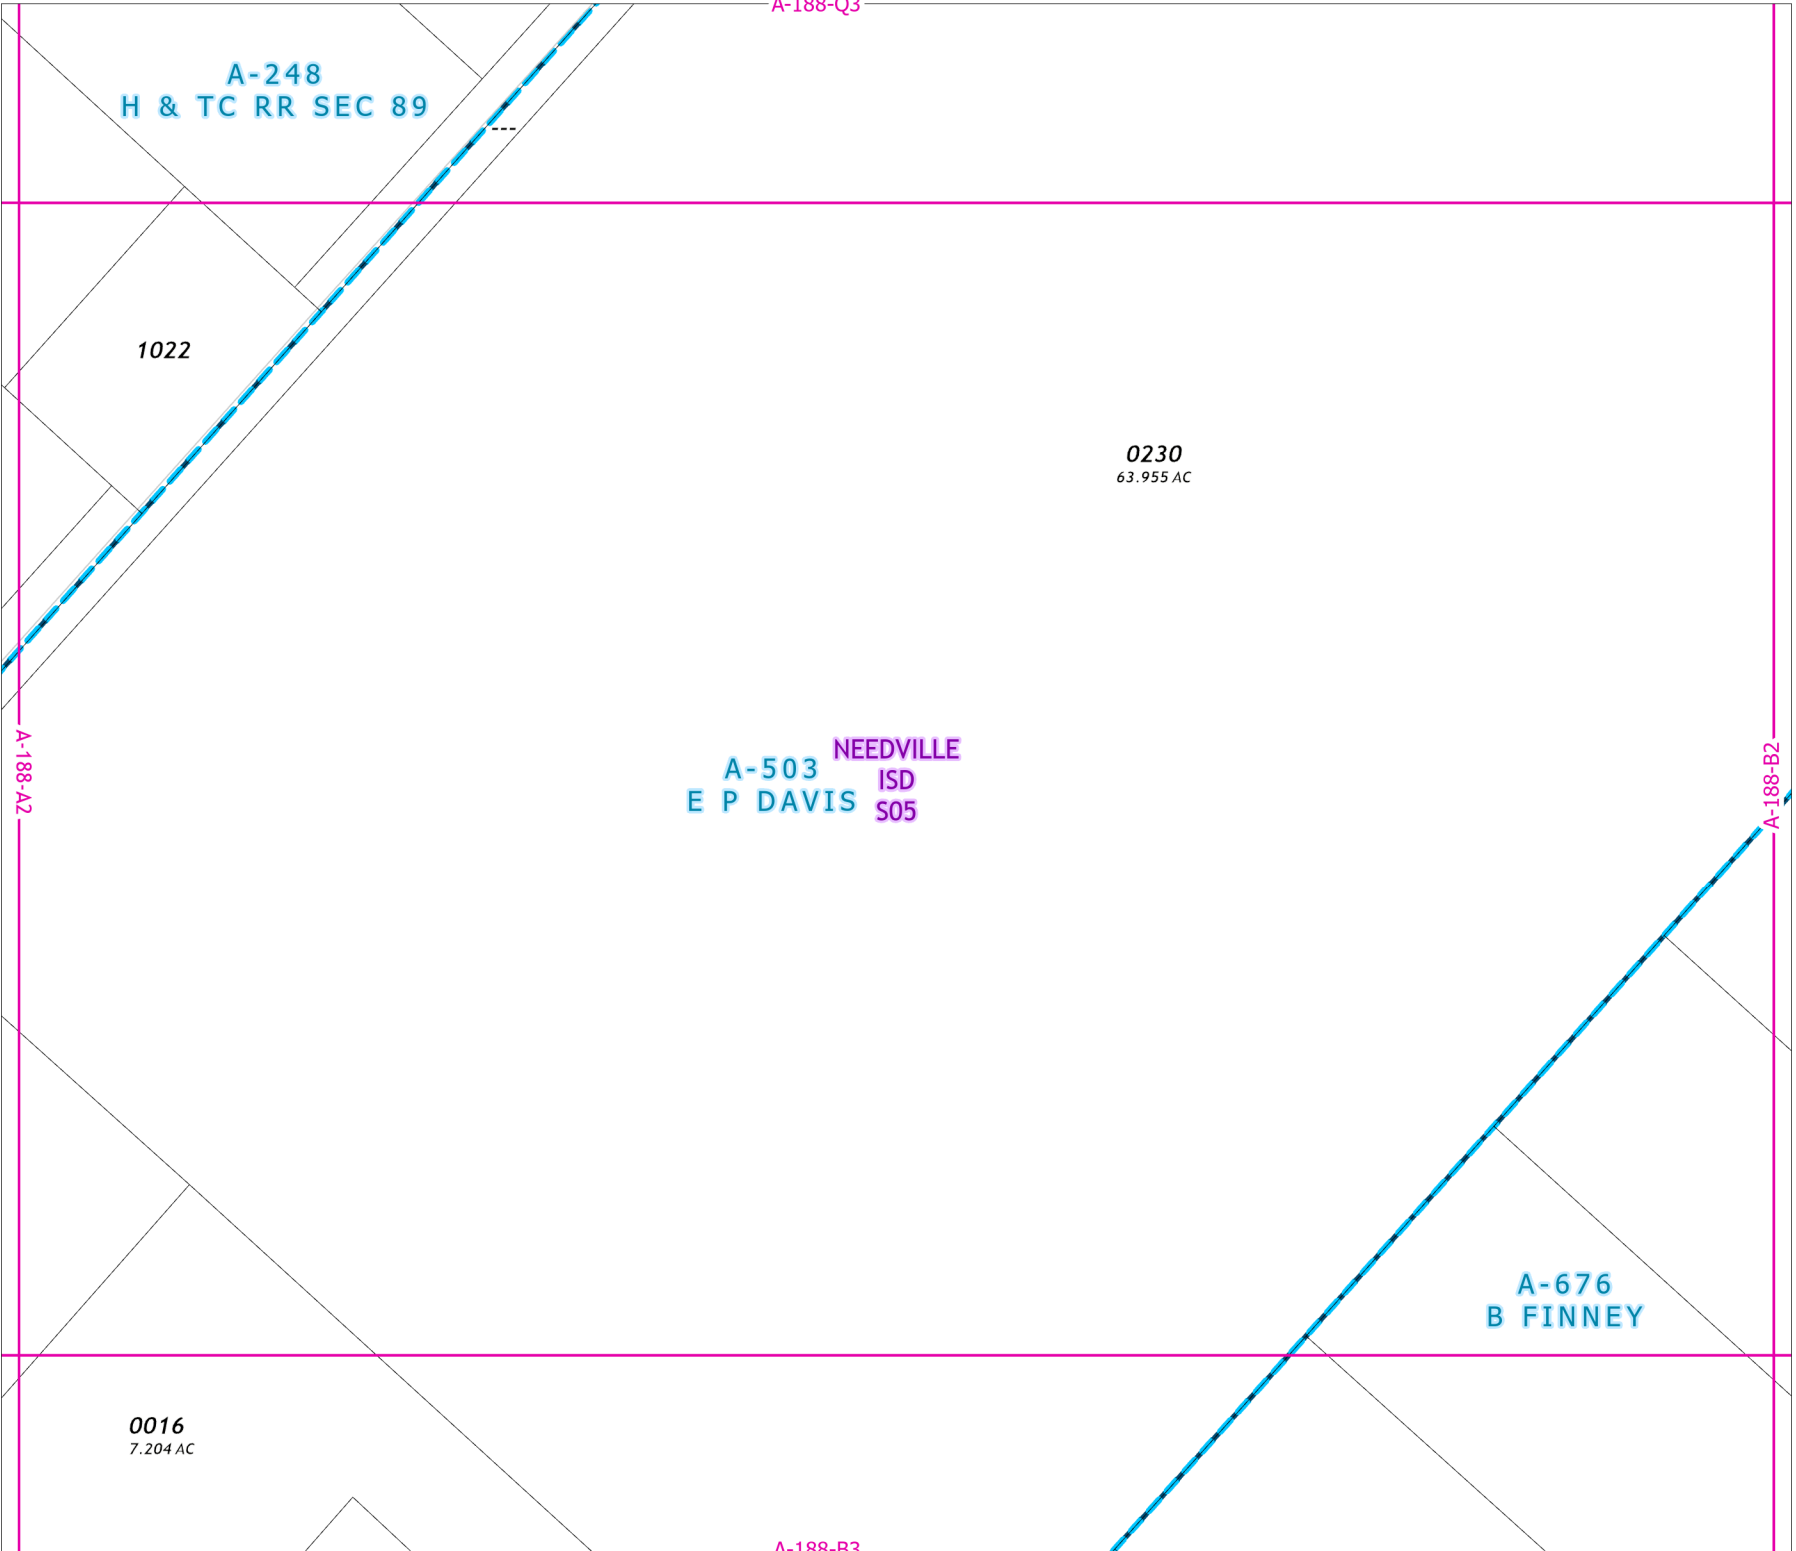 A-188-Q3
A-248
H & TC RR SEC 89
1022
0230
63.955 AC
A-188-A2
A-503
E P DAVIS
NEEDVILLE
ISD
S05
A-188-B2
A-676
B FINNEY
0016
7.204 AC
A-188-B3